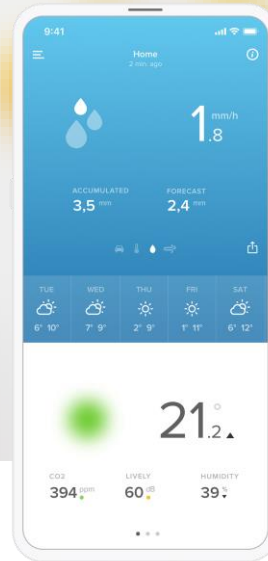 9:41
Home
2 min. ago
1.8 mm/h
ACCUMULATED FORECAST
3,5 mm 2,4 mm
TUE WED THU FRI SAT
6° 10° 7° 9° 2° 9° 1° 11° 6° 12°
21.2°
CO2 LIVELY HUMIDITY
394 ppm 60 dB 39 %